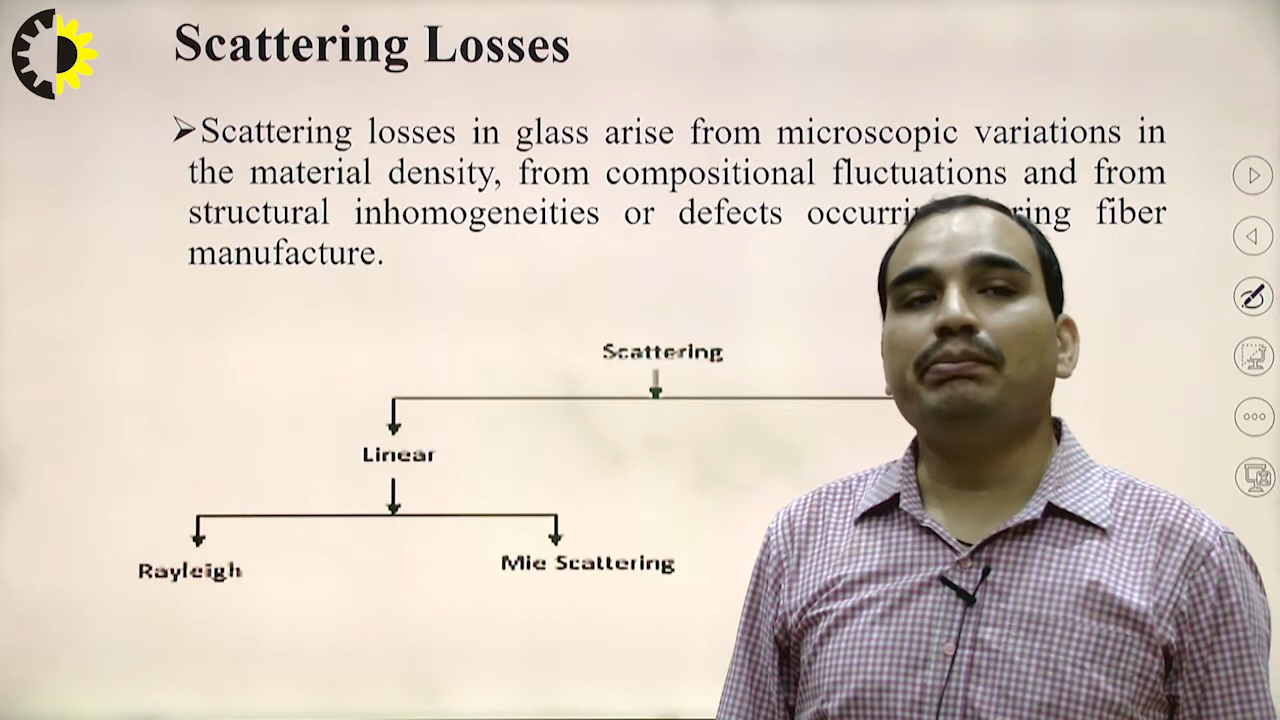 Scattering Losses
➢Scattering losses in glass arise from microscopic variations in
the material density, from compositional fluctuations and from
structural inhomogeneities or defects fiber
manufacture.
Scattering
Linear
Rayleigh
Mie Scattering